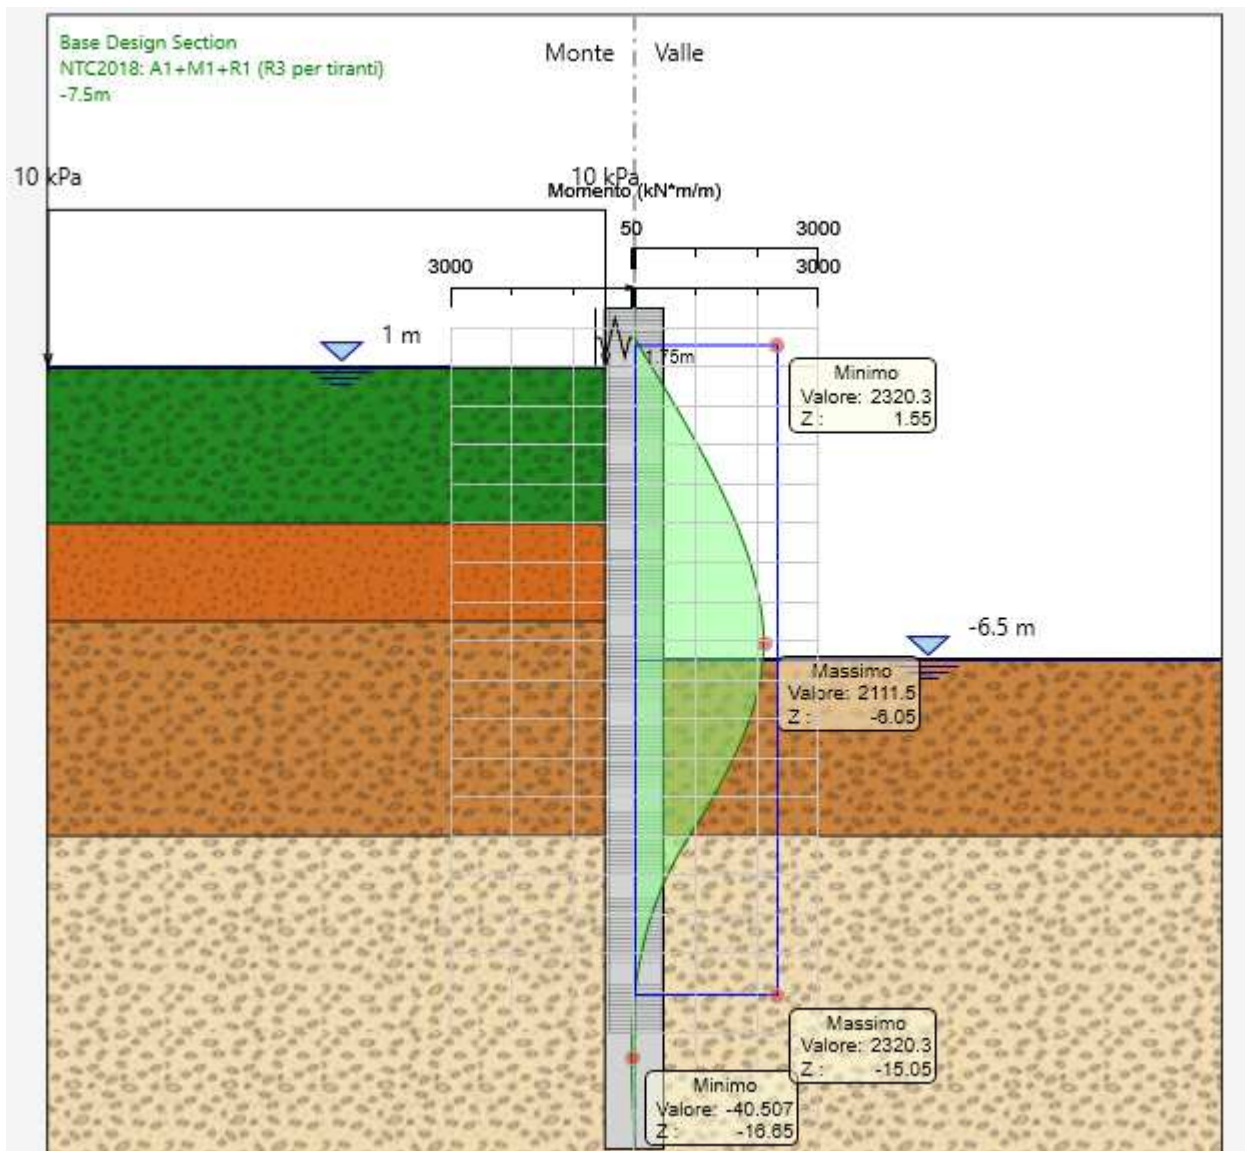 Base Design Section
NTC2018: A1+M1+R1 (R3 per tiranti)
-7.5m
Monte
Valle
10 kPa
10 kPa
Momento (kN*m/m)
50
3000
3000
3000
1 m
1.75m
Minimo
Valore: 2320.3
Z : 1.55
-6.5 m
Massimo
Valore: 2111.5
Z : -6.05
Massimo
Valore: 2320.3
Z : -15.05
Minimo
Valore: -40.507
Z : -16.65